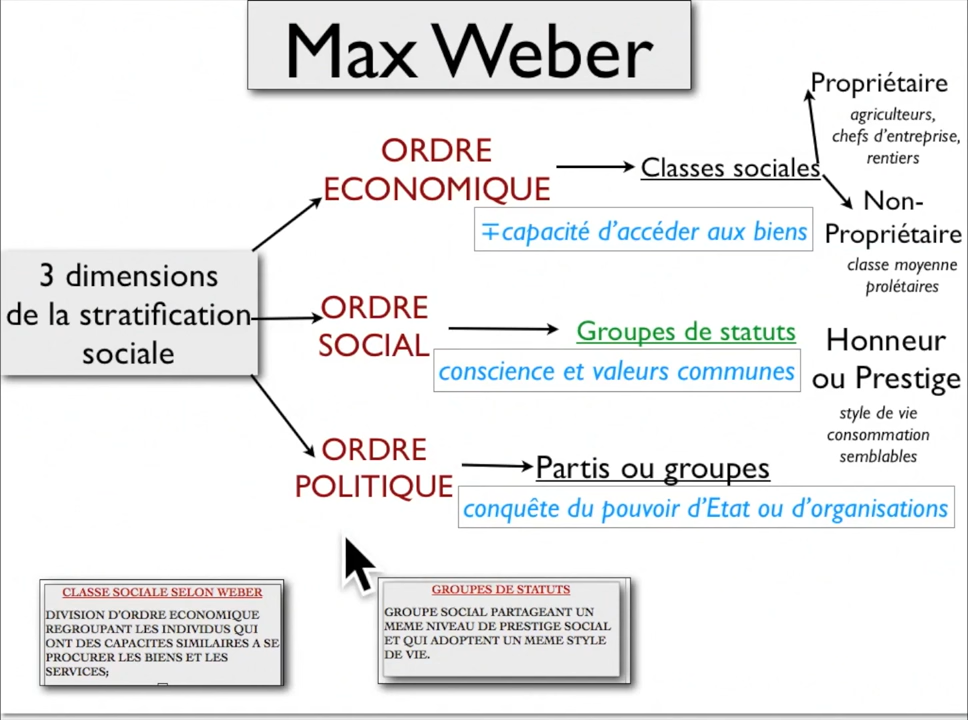 Max Weber
3 dimensions
de la stratification
sociale
ORDRE
ECONOMIQUE
Classes sociales
∓capacité d'accéder aux biens
Propriétaire
agriculteurs,
chefs d'entreprise,
rentiers
Non-
Propriétaire
classe moyenne
prolétaires
ORDRE
SOCIAL
Groupes de statuts
conscience et valeurs communes
Honneur
ou Prestige
style de vie
consommation
semblables
ORDRE
POLITIQUE
Partis ou groupes
conquête du pouvoir d'Etat ou d'organisations
CLASSE SOCIALE SELON WEBER
DIVISION D'ORDRE ECONOMIQUE
REGROUPANT LES INDIVIDUS QUI
ONT DES CAPACITES SIMILAIRES A SE
PROCURER LES BIENS ET LES
SERVICES;
GROUPES DE STATUTS
GROUPE SOCIAL PARTAGEANT UN
MEME NIVEAU DE PRESTIGE SOCIAL
ET QUI ADOPTENT UN MEME STYLE
DE VIE.